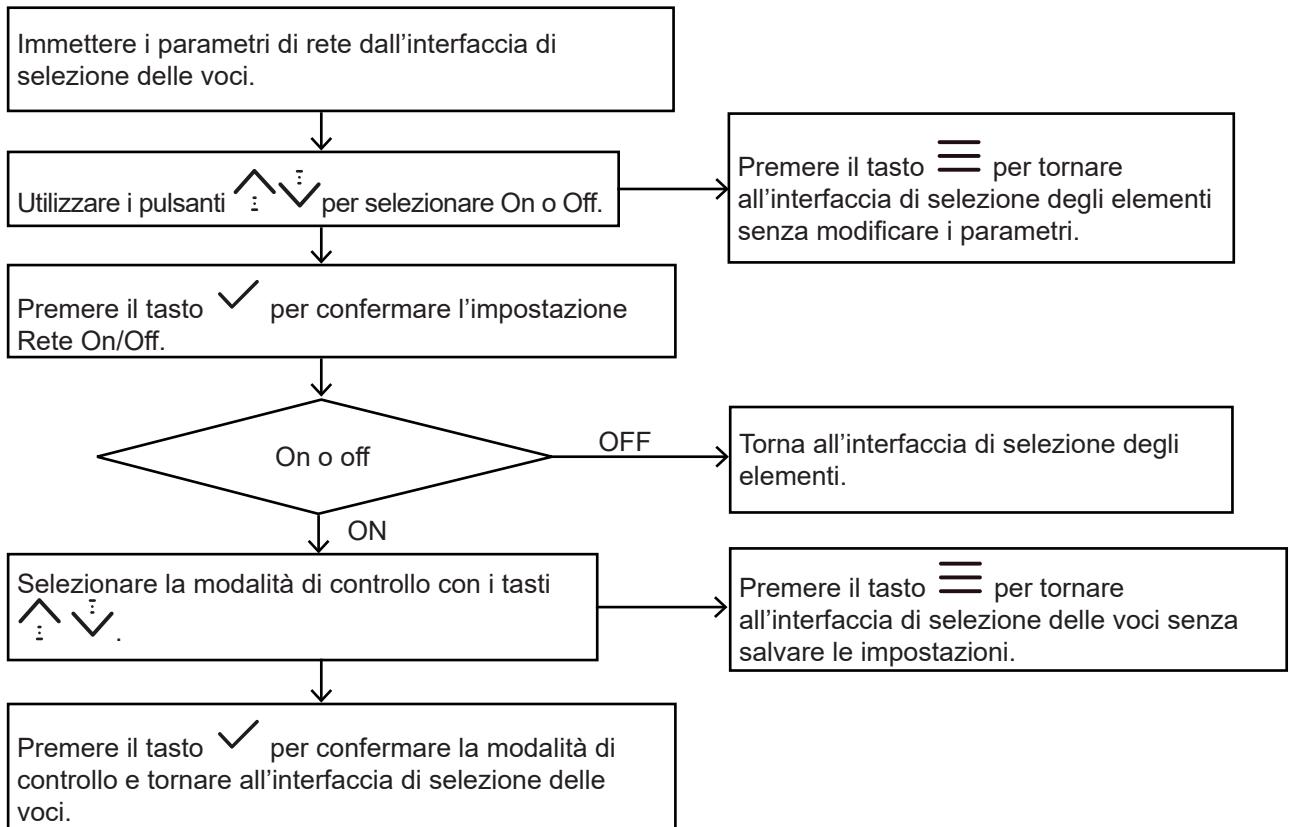 Immettere i parametri di rete dall’interfaccia di
selezione delle voci.
Utilizzare i pulsanti per selezionare On o Off.
Premere il tasto per tornare
all’interfaccia di selezione degli elementi
senza modificare i parametri.
Premere il tasto per confermare l’impostazione
Rete On/Off.
On o off
OFF
Torna all’interfaccia di selezione degli
elementi.
ON
Selezionare la modalità di controllo con i tasti
.
Premere il tasto per tornare
all’interfaccia di selezione delle voci senza
salvare le impostazioni.
Premere il tasto per confermare la modalità di
controllo e tornare all’interfaccia di selezione delle
voci.